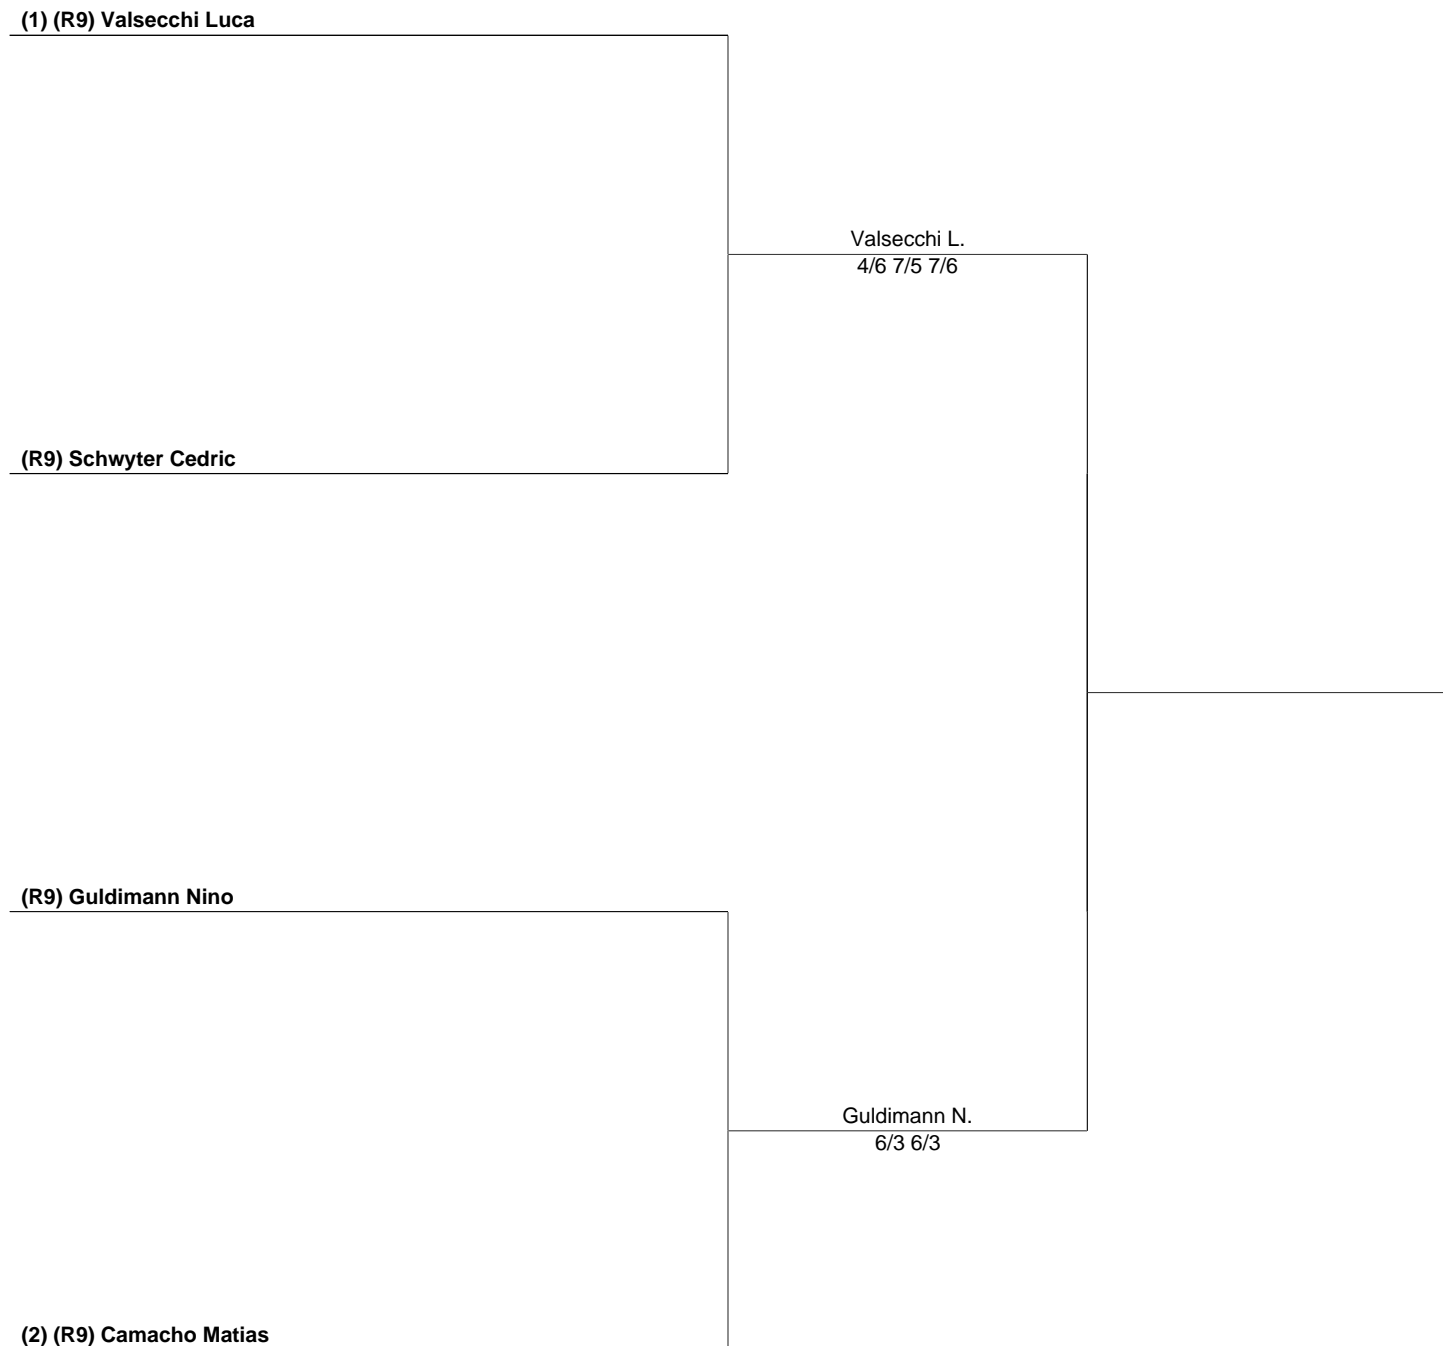 (1) (R9) Valsecchi Luca
Valsecchi L.
4/6 7/5 7/6
(R9) Schwyter Cedric
(R9) Guldimann Nino
Guldimann N.
6/3 6/3
(2) (R9) Camacho Matias